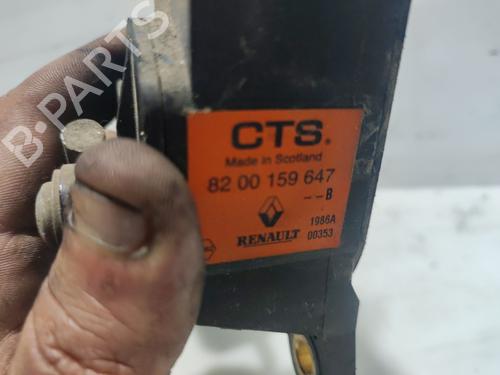 B-PARTS
CTS.
Made in Scotland
82 00 159 647
--B
1986A
RENAULT 00353